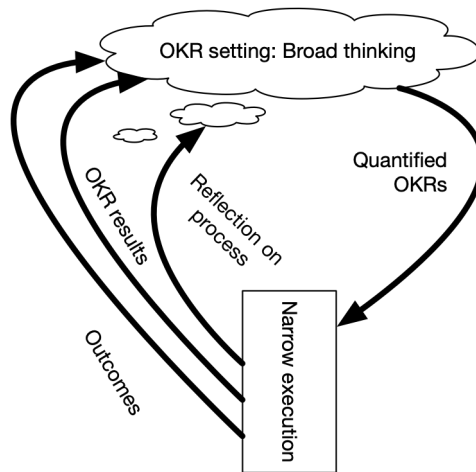 OKR setting: Broad thinking
Quantified
OKRs
Reflection on
process
OKR results
Outcomes
Narrow execution